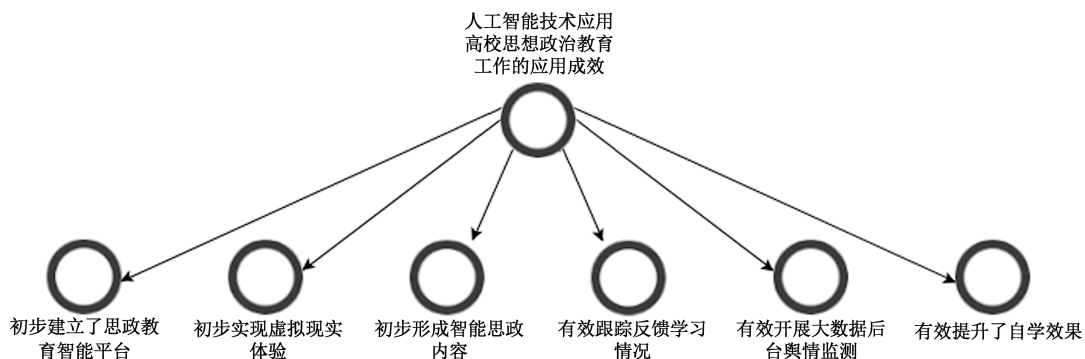 人工智能技术应用
高校思想政治教育
工作的应用成效
初步建立了思政教
育智能平台
初步实现虚拟现实
体验
初步形成智能思政
内容
有效跟踪反馈学习
情况
有效开展大数据后
台舆情监测
有效提升了自学效果